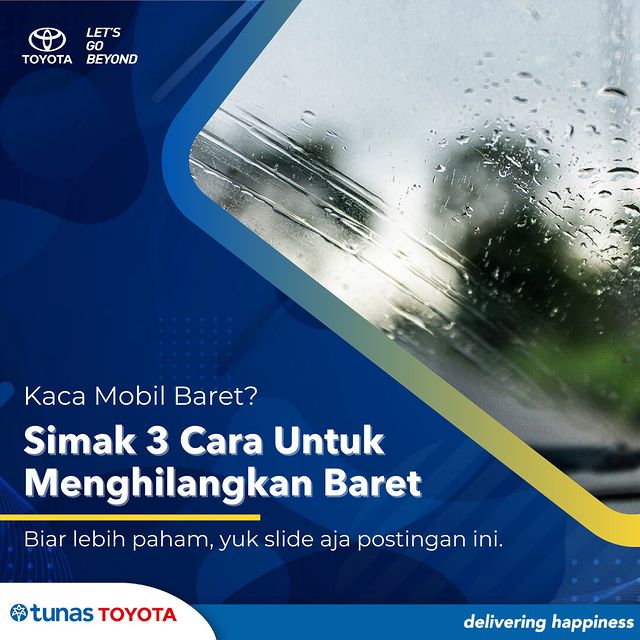 TOYOTA
LET'S
GO
BEYOND
Kaca Mobil Baret?
Simak 3 Cara Untuk
Menghilangkan Baret
Biar lebih paham, yuk slide aja postingan ini.
tunas TOYOTA
delivering happiness